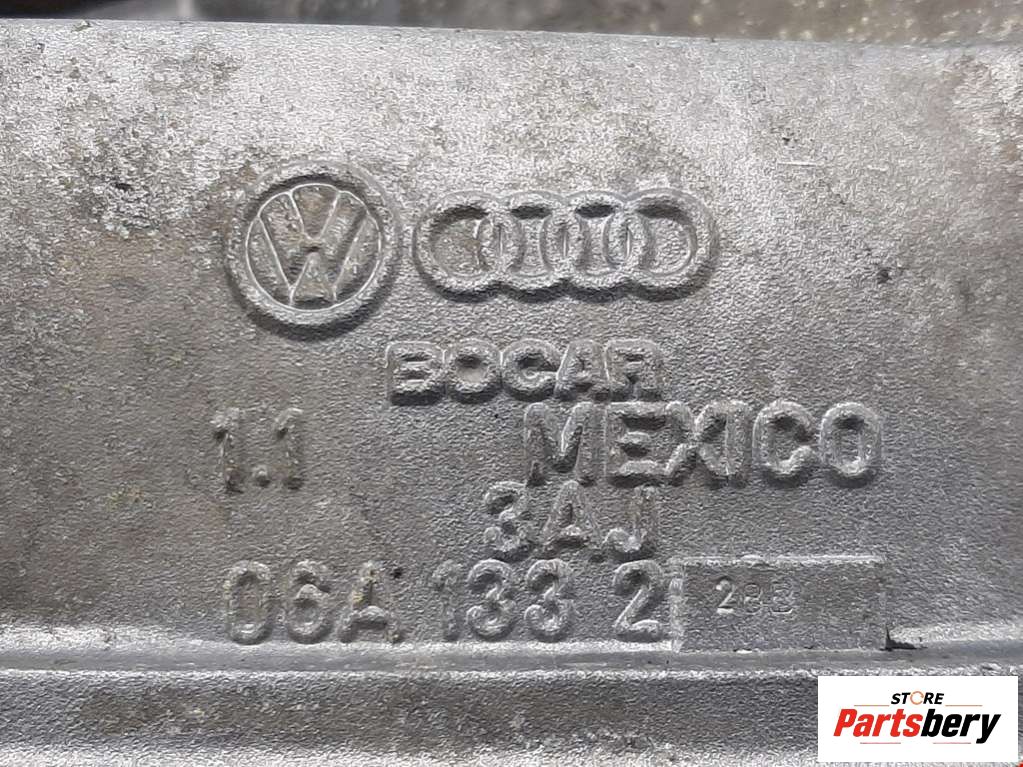 BOCAR
1.1 MEXICO
3AJ
06A 133 2 28B
STORE
Partsbery